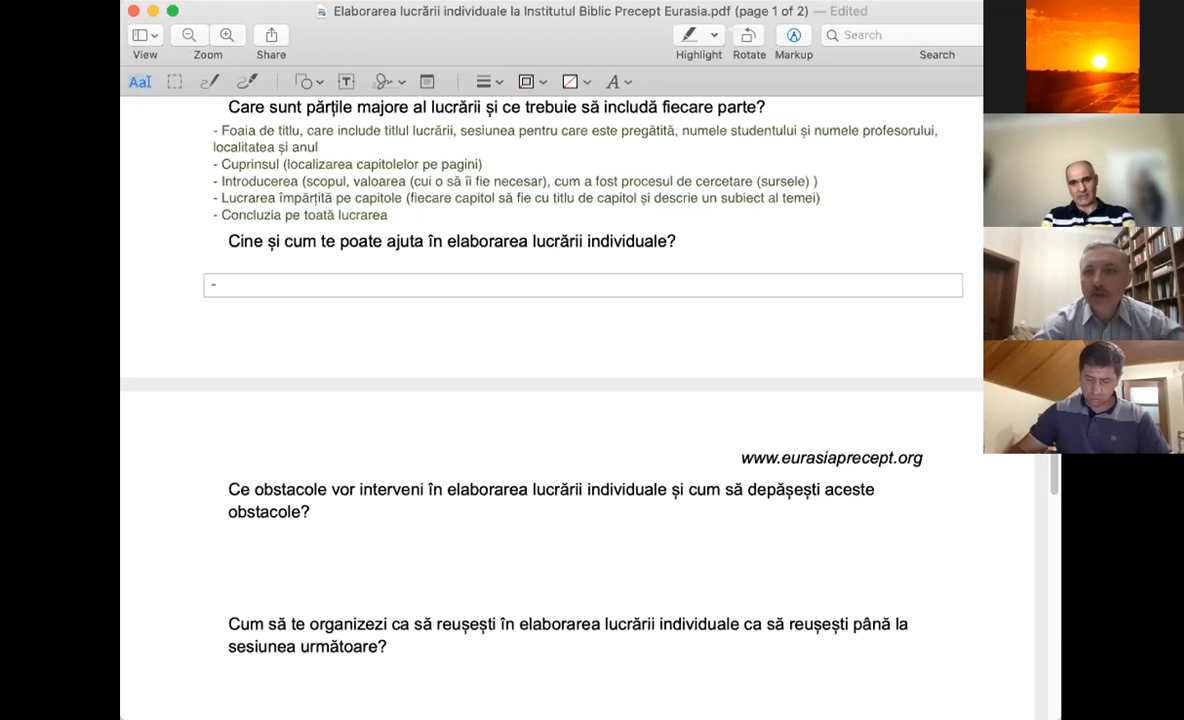 Elaborarea lucrării individuale la Institutul Biblic Precept Eurasia.pdf (page 1 of 2) — Edited
View Zoom Share Highlight Rotate Markup Search
Search
AaI T A
Care sunt părțile majore al lucrării și ce trebuie să includă fiecare parte?
- Foaia de titlu, care include titlul lucrării, sesiunea pentru care este pregătită, numele studentului și numele profesorului,
localitatea și anul
- Cuprinsul (localizarea capitolelor pe pagini)
- Introducerea (scopul, valoarea (cui o să îi fie necesar), cum a fost procesul de cercetare (sursele) )
- Lucrarea împărțită pe capitole (fiecare capitol să fie cu titlu de capitol și descrie un subiect al temei)
- Concluzia pe toată lucrarea
Cine și cum te poate ajuta în elaborarea lucrării individuale?
-
www.eurasiaprecept.org
Ce obstacole vor interveni în elaborarea lucrării individuale și cum să depășești aceste
obstacole?
Cum să te organizezi ca să reușești în elaborarea lucrării individuale ca să reușești până la
sesiunea următoare?